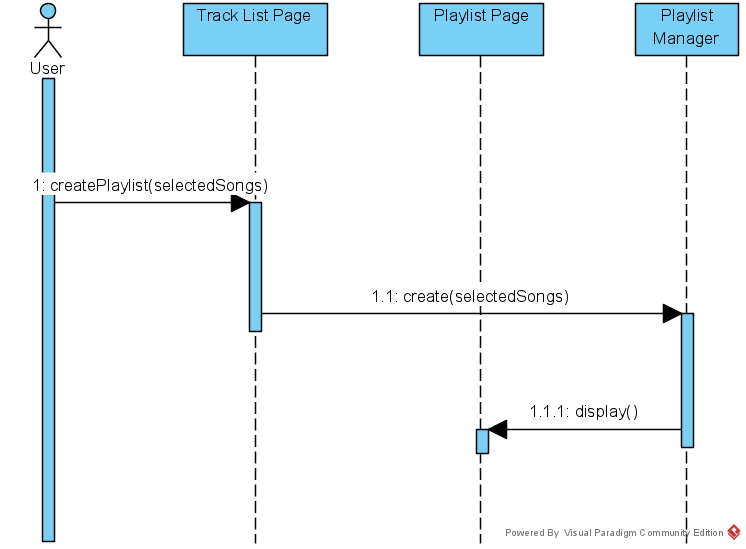 Track List Page
Playlist Page
Playlist
Manager
User
1: createPlaylist(selectedSongs)
1.1: create(selectedSongs)
1.1.1: display()
Powered By Visual Paradigm Community Edition